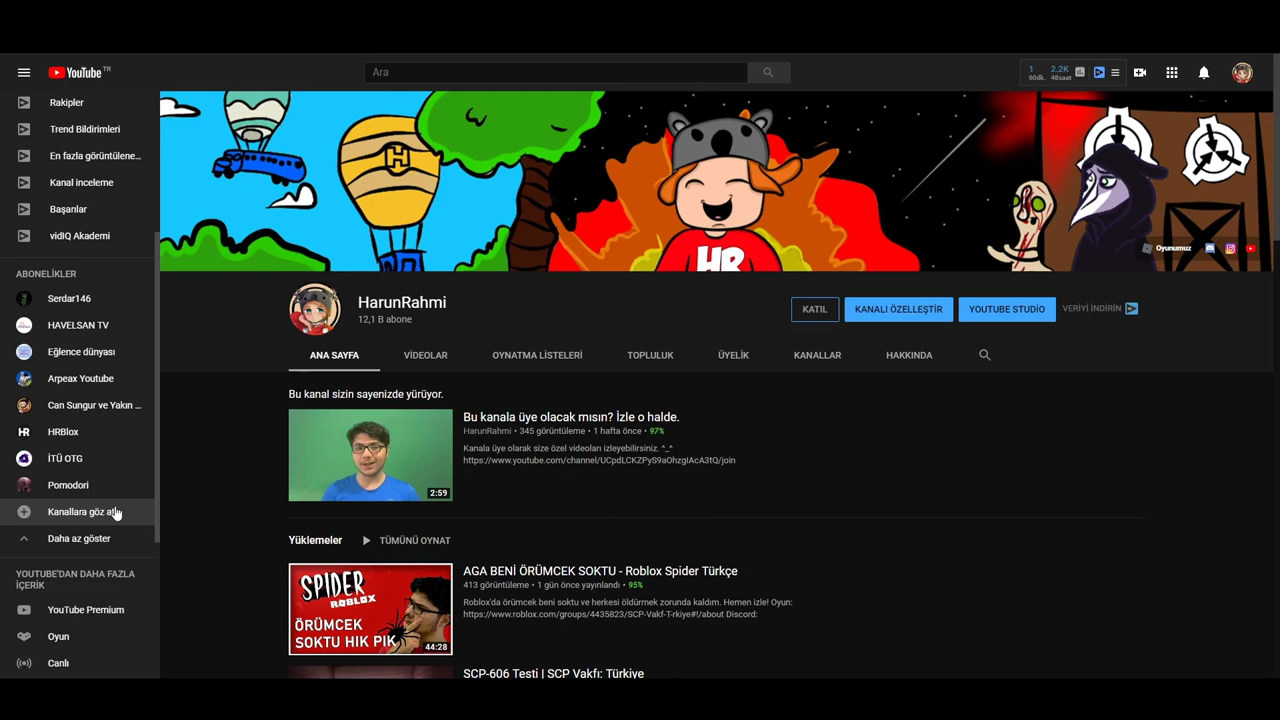 YouTube TR
Ara
1
60dk.
2.2K
48saat
Rakipler
Trend Bildirimleri
En fazla görüntülene...
Kanal inceleme
Başarılar
vidIQ Akademi
ABONELİKLER
Serdar146
HAVELSAN TV
Eğlence dünyası
Arpeax Youtube
Can Sungur ve Yakın ...
HRBlox
İTÜ OTG
Pomodori
Kanallara göz at
Daha az göster
YOUTUBE'DAN DAHA FAZLA
İÇERİK
YouTube Premium
Oyun
Canlı
H
HR
Oyunumuz
HarunRahmi
12,1 B abone
KATIL
KANALI ÖZELLEŞTİR
YOUTUBE STUDIO
VERİYİ İNDİRİN
ANA SAYFA
VİDEOLAR
OYNATMA LİSTELERİ
TOPLULUK
ÜYELİK
KANALLAR
HAKKINDA
Bu kanal sizin sayenizde yürüyor.
2:59
Bu kanala üye olacak mısın? İzle o halde.
HarunRahmi • 345 görüntüleme • 1 hafta önce • 97%
Kanala üye olarak size özel videoları izleyebilirsiniz. ^_^
https://www.youtube.com/channel/UCpdLCKZPyS9aOhzgIAcA3tQ/join
Yüklemeler
TÜMÜNÜ OYNAT
SPIDER
ROBLOX
ÖRÜMCEK
SOKTU HIK PIK
44:28
AGA BENİ ÖRÜMCEK SOKTU - Roblox Spider Türkçe
413 görüntüleme • 1 gün önce yayınlandı • 95%
Roblox'da örümcek beni soktu ve herkesi öldürmek zorunda kaldım. Hemen izle! Oyun:
https://www.roblox.com/groups/4435823/SCP-Vakf-T-rkiye#!/about Discord:
SCP-606 Testi | SCP Vakfı: Türkiye